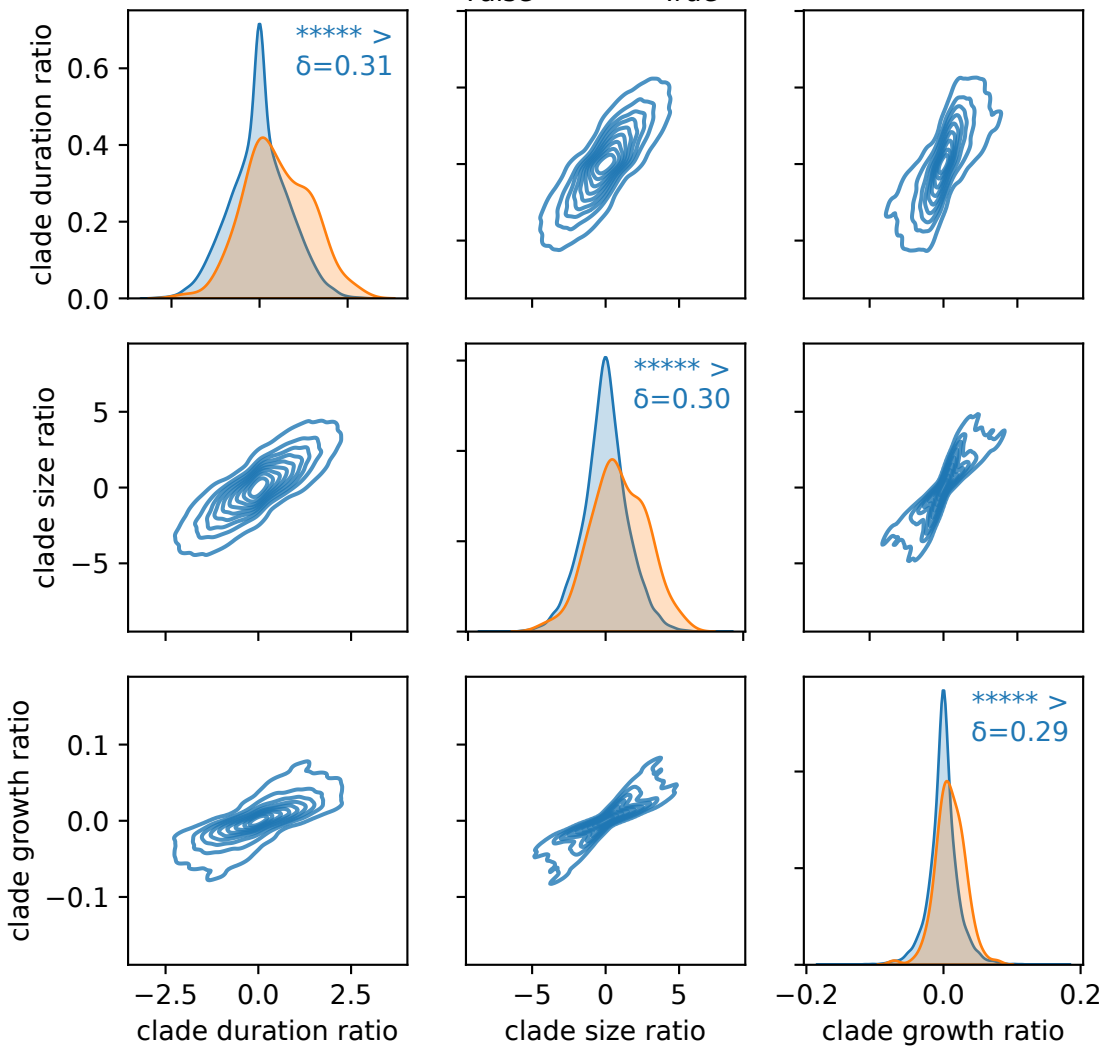 clade duration ratio
0.6
0.4
0.2
0.0
***** >
δ=0.31
clade size ratio
5
0
−5
***** >
δ=0.30
clade growth ratio
0.1
0.0
−0.1
***** >
δ=0.29
−2.5 0.0 2.5
−5 0 5
−0.2 0.0 0.2
clade duration ratio
clade size ratio
clade growth ratio